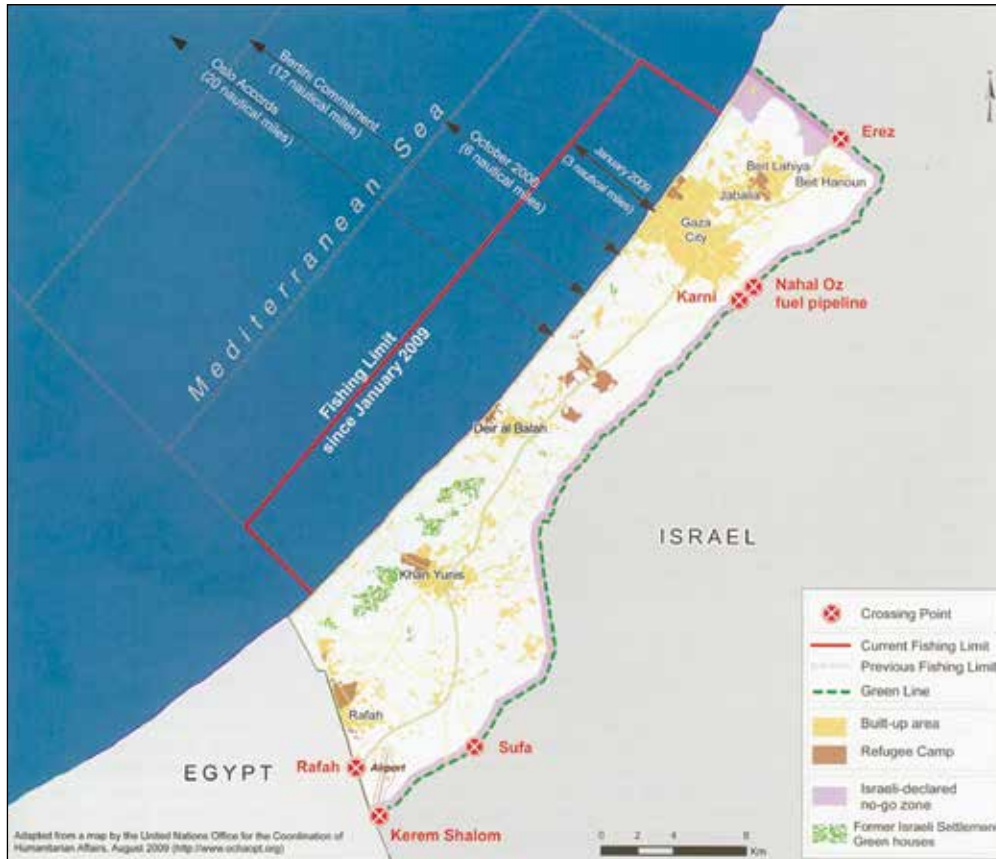 Oslo Accords
(20 nautical miles)
Bertini Commitment
(12 nautical miles)
October 2006
(6 nautical miles)
January 2009
(3 nautical miles)
Mediterranean Sea
Fishing Limit
since January 2009
Erez
Beit Lahiya
Beit Hanoun
Jabalia
Gaza
City
Karni
Nahal Oz
fuel pipeline
Deir al Balah
Khan Yunis
ISRAEL
Rafah
Rafah
Airport
Sufa
EGYPT
Kerem Shalom
Crossing Point
Current Fishing Limit
Previous Fishing Limit
Green Line
Built-up area
Refugee Camp
Israeli-declared
no-go zone
Former Israeli Settlement
Green houses
0 2 4 8
Km
Adapted from a map by the United Nations Office for the Coordination of
Humanitarian Affairs, August 2009 (http://www.ochaopt.org)